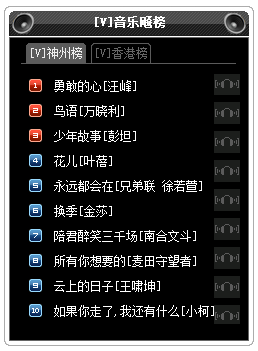 [V]音乐飚榜
[V]神州榜 [V]香港榜
1 勇敢的心[汪峰]
2 鸟语[万晓利]
3 少年故事[彭坦]
4 花儿[叶蓓]
5 永远都会在[兄弟联 徐若萱]
6 换季[金莎]
7 陪君醉笑三千场[南合文斗]
8 所有你想要的[麦田守望者]
9 云上的日子[王啸坤]
10 如果你走了,我还有什么[小柯]